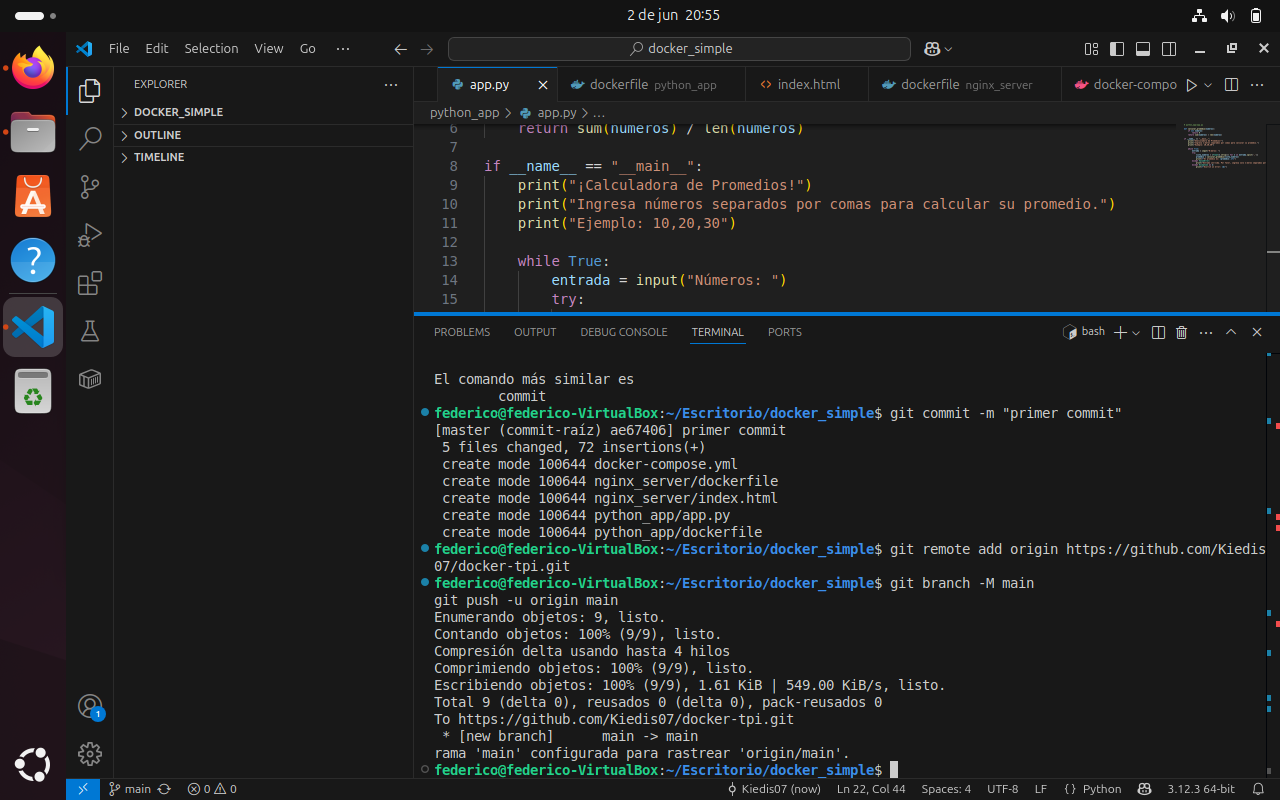 2 de jun 20:55
File Edit Selection View Go ···
docker_simple
EXPLORER
DOCKER_SIMPLE
OUTLINE
TIMELINE
app.py
dockerfile python_app
index.html
dockerfile nginx_server
docker-compo
python_app > app.py > ...
6 return sum(numeros) / len(numeros)
7
8 if __name__ == "__main__":
9 print("¡Calculadora de Promedios!")
10 print("Ingresa números separados por comas para calcular su promedio.")
11 print("Ejemplo: 10,20,30")
12
13 while True:
14 entrada = input("Números: ")
15 try:
PROBLEMS OUTPUT DEBUG CONSOLE TERMINAL PORTS
bash
El comando más similar es
commit
federico@federico-VirtualBox:~/Escritorio/docker_simple$ git commit -m "primer commit"
[master (commit-raíz) ae67406] primer commit
5 files changed, 72 insertions(+)
create mode 100644 docker-compose.yml
create mode 100644 nginx_server/dockerfile
create mode 100644 nginx_server/index.html
create mode 100644 python_app/app.py
create mode 100644 python_app/dockerfile
federico@federico-VirtualBox:~/Escritorio/docker_simple$ git remote add origin https://github.com/Kiedis
07/docker-tpi.git
federico@federico-VirtualBox:~/Escritorio/docker_simple$ git branch -M main
git push -u origin main
Enumerando objetos: 9, listo.
Contando objetos: 100% (9/9), listo.
Compresión delta usando hasta 4 hilos
Comprimiendo objetos: 100% (9/9), listo.
Escribiendo objetos: 100% (9/9), 1.61 KiB | 549.00 KiB/s, listo.
Total 9 (delta 0), reusados 0 (delta 0), pack-reusados 0
To https://github.com/Kiedis07/docker-tpi.git
* [new branch] main -> main
rama 'main' configurada para rastrear 'origin/main'.
federico@federico-VirtualBox:~/Escritorio/docker_simple$
1
main
0 0
Kiedis07 (now)
Ln 22, Col 44
Spaces: 4
UTF-8
LF
{ } Python
3.12.3 64-bit